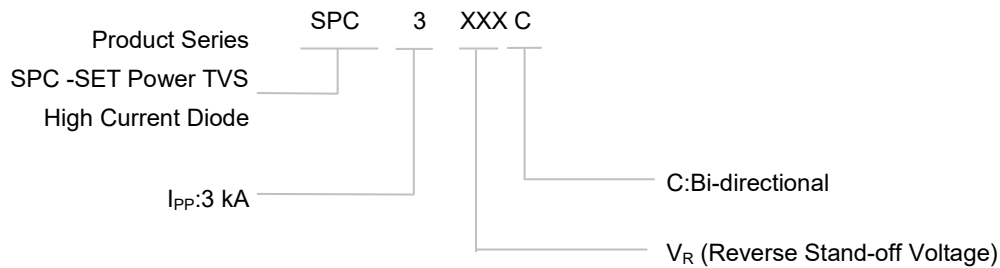 SPC 3 XXX C
Product Series
SPC -SET Power TVS
High Current Diode
IPP:3 kA
C:Bi-directional
VR (Reverse Stand-off Voltage)